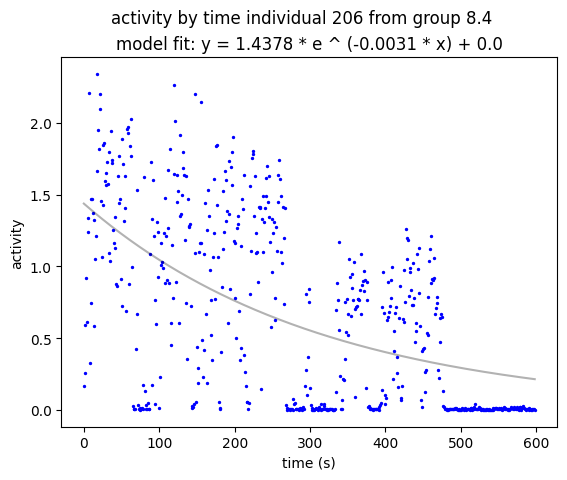 activity by time individual 206 from group 8.4
model fit: y = 1.4378 * e ^ (-0.0031 * x) + 0.0
2.0
1.5
1.0
0.5
0.0
activity
0 100 200 300 400 500 600
time (s)